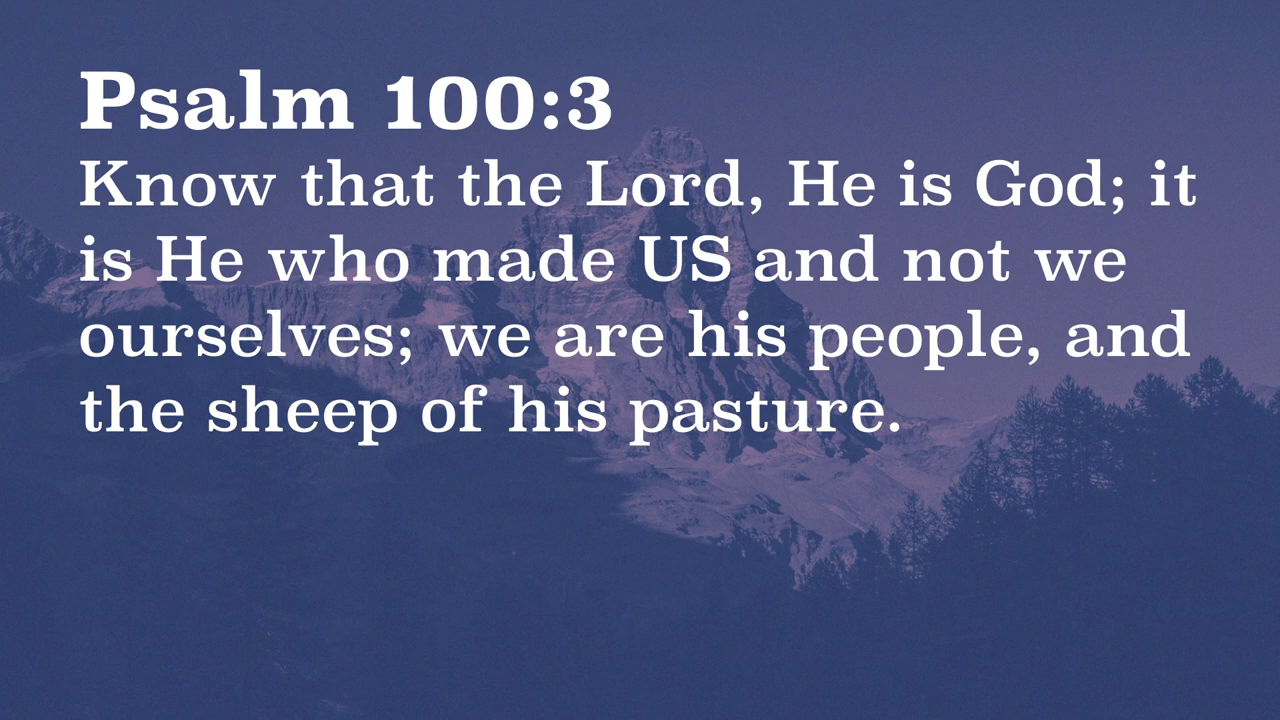 Psalm 100:3
Know that the Lord, He is God; it
is He who made US and not we
ourselves; we are his people, and
the sheep of his pasture.